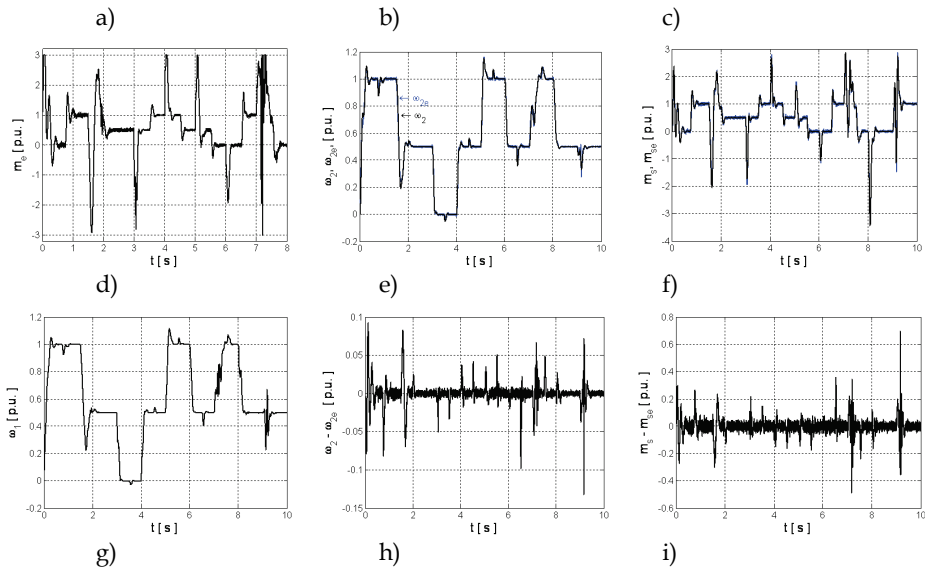 a) b) c)
3
2
1
0
-1
-2
-3
0 1 2 3 4 5 6 7 8
m_e [ p.u. ]
t [ s ]
1.2
1
0.8
0.6
0.4
0.2
0
-0.2
0 2 4 6 8 10
ω_2, ω_2e, [ p.u. ]
← ω_2e
← ω_2
t [ s ]
3
2
1
0
-1
-2
-3
-4
0 2 4 6 8 10
m_s, m_se [ p.u. ]
t [ s ]
d) e) f)
1.2
1
0.8
0.6
0.4
0.2
0
-0.2
0 2 4 6 8 10
ω_1 [ p.u. ]
t [ s ]
0.1
0.05
0
-0.05
-0.1
-0.15
0 2 4 6 8 10
ω_2 - ω_2e [ p.u. ]
t [ s ]
0.8
0.6
0.4
0.2
0
-0.2
-0.4
-0.6
0 2 4 6 8 10
m_s - m_se [ p.u. ]
t [ s ]
g) h) i)